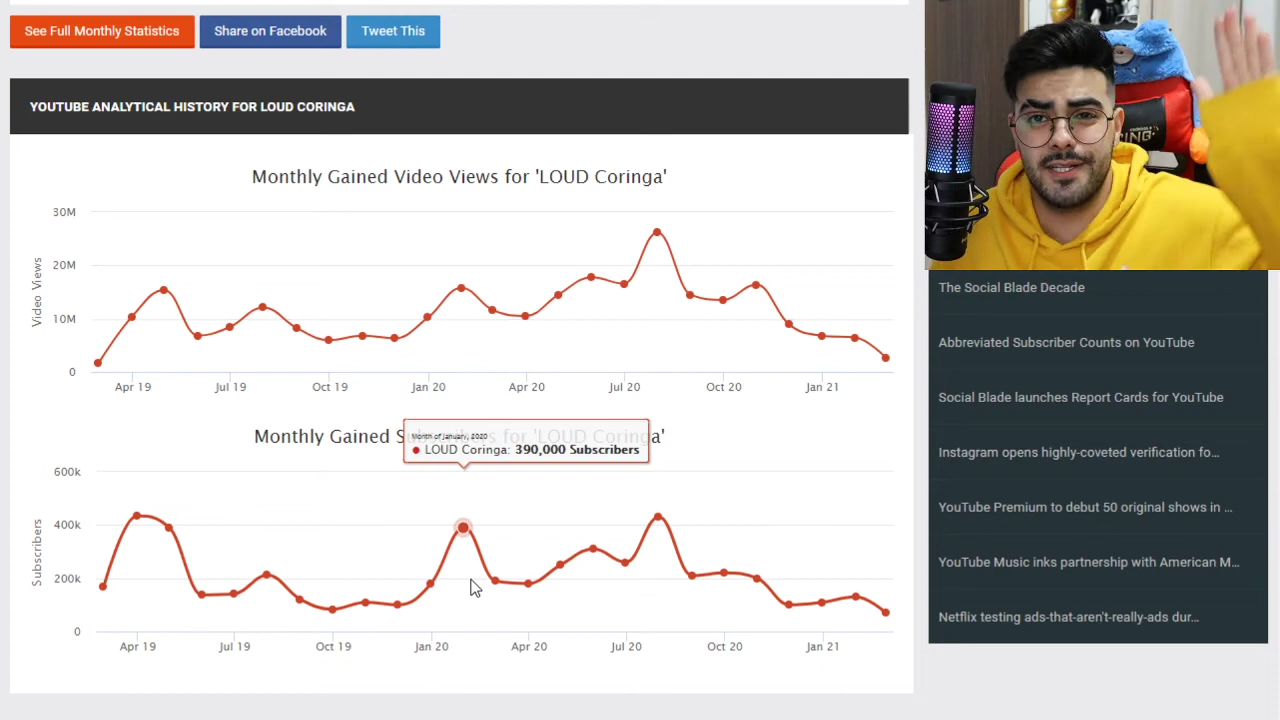 See Full Monthly Statistics
Share on Facebook
Tweet This
YOUTUBE ANALYTICAL HISTORY FOR LOUD CORINGA
Monthly Gained Video Views for 'LOUD Coringa'
30M
20M
10M
0
Video Views
Apr 19
Jul 19
Oct 19
Jan 20
Apr 20
Jul 20
Oct 20
Jan 21
Monthly Gained Subscribers for 'LOUD Coringa'
Month of January, 2020
LOUD Coringa: 390,000 Subscribers
600k
400k
200k
0
Subscribers
Apr 19
Jul 19
Oct 19
Jan 20
Apr 20
Jul 20
Oct 20
Jan 21
The Social Blade Decade
Abbreviated Subscriber Counts on YouTube
Social Blade launches Report Cards for YouTube
Instagram opens highly-coveted verification fo...
YouTube Premium to debut 50 original shows in ...
YouTube Music inks partnership with American M...
Netflix testing ads-that-aren't-really-ads dur...